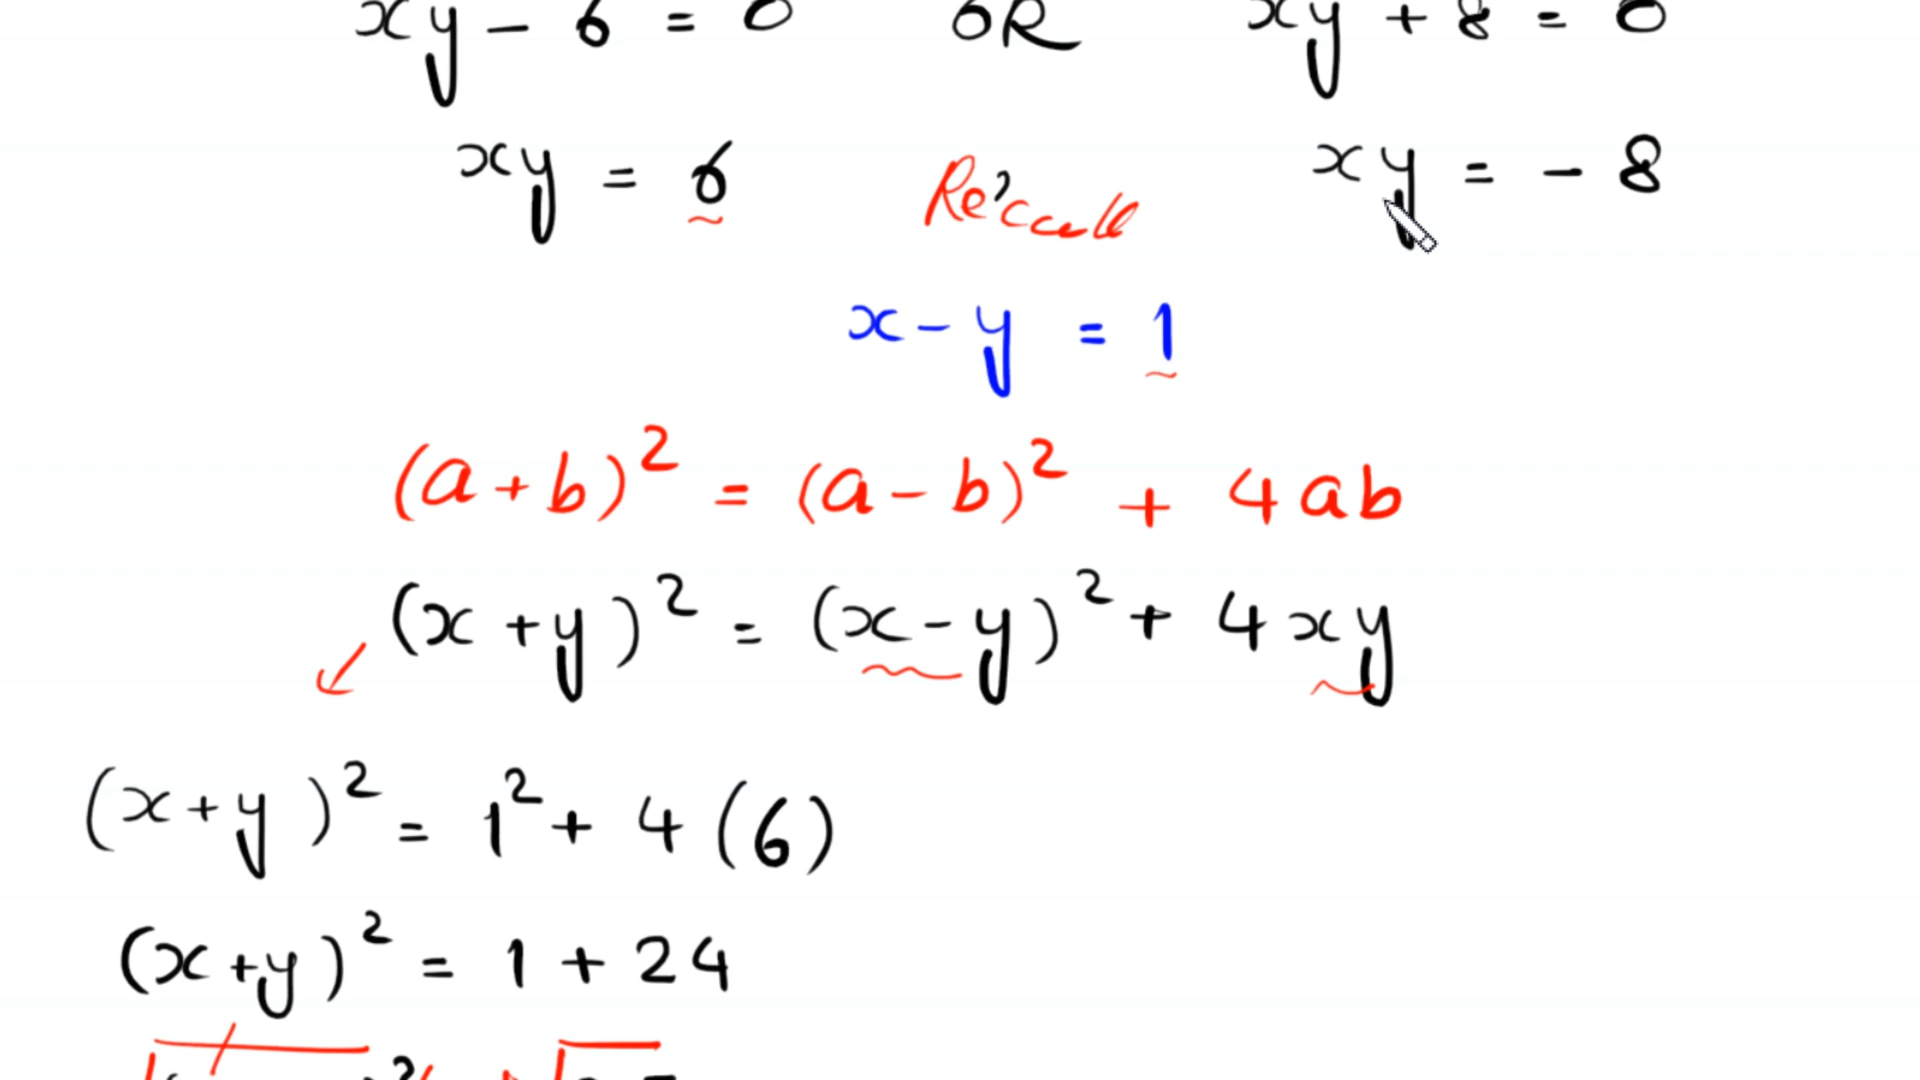 xy - 6 = 0 OR xy + 8 = 0
xy = 6 Recall xy = - 8
x - y = 1
(a + b)² = (a - b)² + 4ab
(x + y)² = (x - y)² + 4xy
(x + y)² = 1² + 4(6)
(x + y)² = 1 + 24